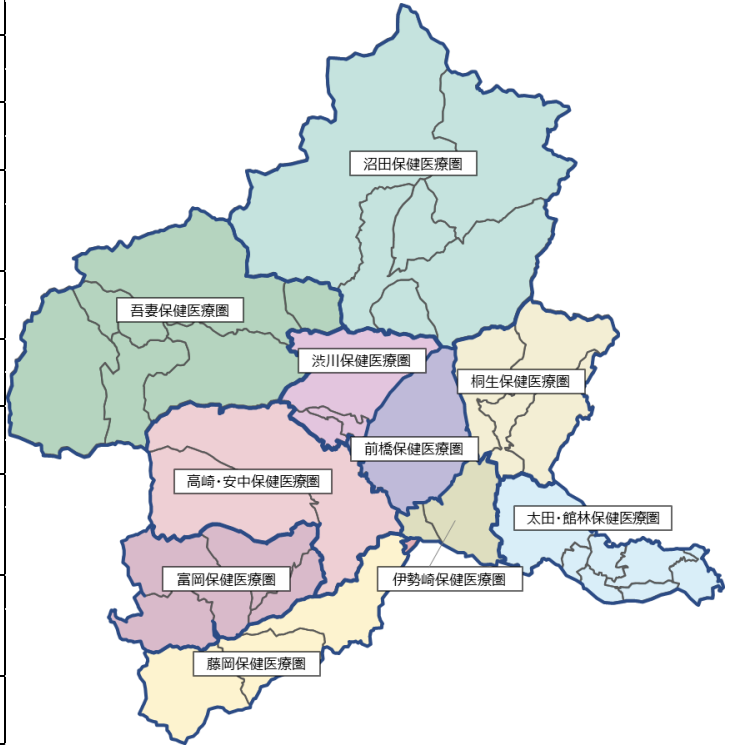 沼田保健医療圏
吾妻保健医療圏
渋川保健医療圏
桐生保健医療圏
前橋保健医療圏
高崎・安中保健医療圏
太田・館林保健医療圏
富岡保健医療圏
伊勢崎保健医療圏
藤岡保健医療圏